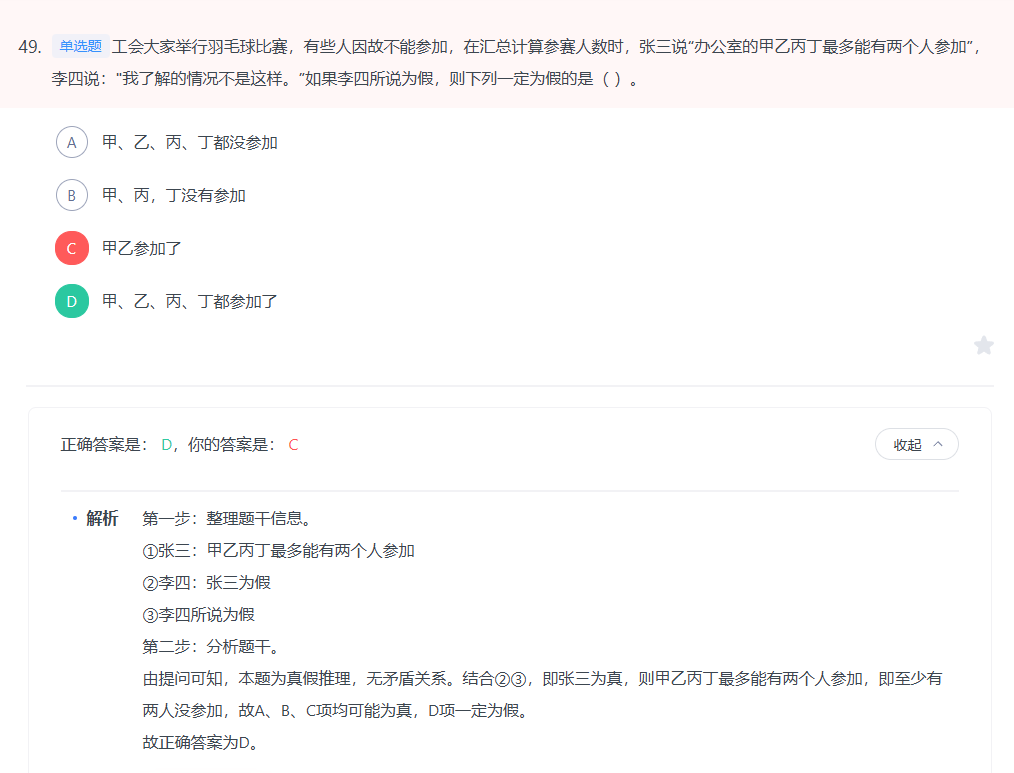 49. 单选题 工会大家举行羽毛球比赛，有些人因故不能参加，在汇总计算参赛人数时，张三说“办公室的甲乙丙丁最多能有两个人参加”，
李四说："我了解的情况不是这样。”如果李四所说为假，则下列一定为假的是（ ）。
A 甲、乙、丙、丁都没参加
B 甲、丙，丁没有参加
C 甲乙参加了
D 甲、乙、丙、丁都参加了
正确答案是： D，你的答案是： C
收起
• 解析 第一步：整理题干信息。
①张三：甲乙丙丁最多能有两个人参加
②李四：张三为假
③李四所说为假
第二步：分析题干。
由提问可知，本题为真假推理，无矛盾关系。结合②③，即张三为真，则甲乙丙丁最多能有两个人参加，即至少有
两人没参加，故A、B、C项均可能为真，D项一定为假。
故正确答案为D。